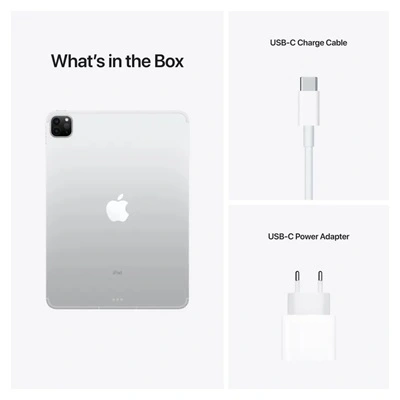 What's in the Box
USB-C Charge Cable
iPad
USB-C Power Adapter